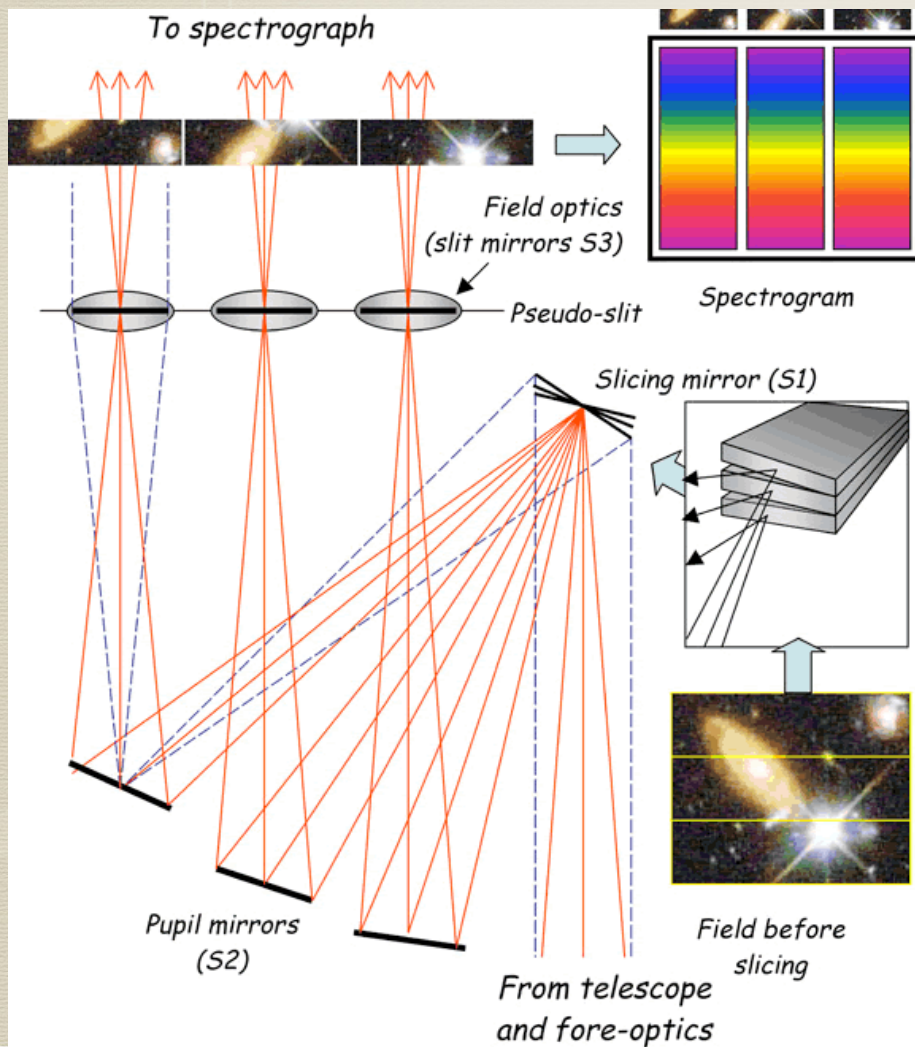 To spectrograph
Field optics
(slit mirrors S3)
Pseudo-slit
Spectrogram
Slicing mirror (S1)
Pupil mirrors
(S2)
Field before
slicing
From telescope
and fore-optics